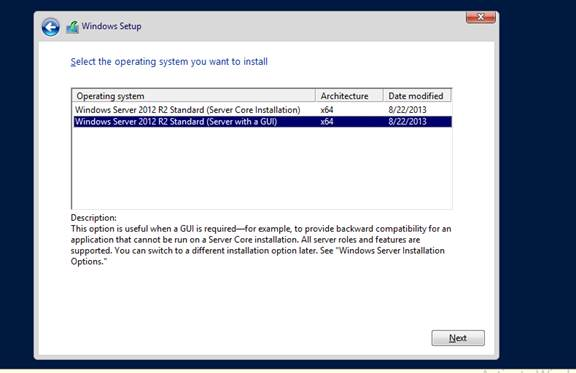 Windows Setup
Select the operating system you want to install
Operating system Architecture Date modified
Windows Server 2012 R2 Standard (Server Core Installation) x64 8/22/2013
Windows Server 2012 R2 Standard (Server with a GUI) x64 8/22/2013
Description:
This option is useful when a GUI is required—for example, to provide backward compatibility for an
application that cannot be run on a Server Core installation. All server roles and features are
supported. You can switch to a different installation option later. See "Windows Server Installation
Options."
Next